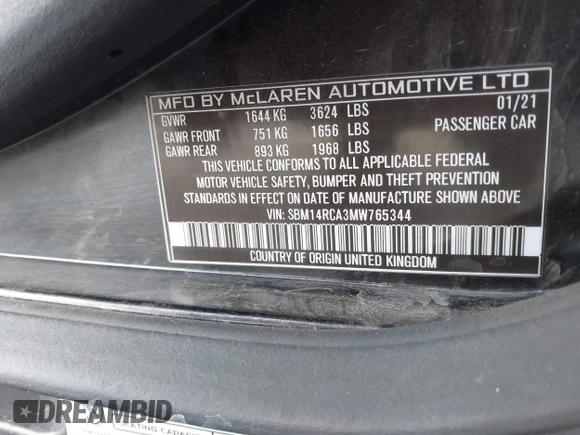 MFD BY McLAREN AUTOMOTIVE LTD
GVWR 1644 KG 3624 LBS 01/21
GAWR FRONT 751 KG 1656 LBS PASSENGER CAR
GAWR REAR 893 KG 1968 LBS
THIS VEHICLE CONFORMS TO ALL APPLICABLE FEDERAL
MOTOR VEHICLE SAFETY, BUMPER AND THEFT PREVENTION
STANDARDS IN EFFECT ON DATE OF MANUFACTURE SHOWN ABOVE
VIN: SBM14RCA3MW765344
COUNTRY OF ORIGIN UNITED KINGDOM
DREAMBID
SEATING CAPACITY